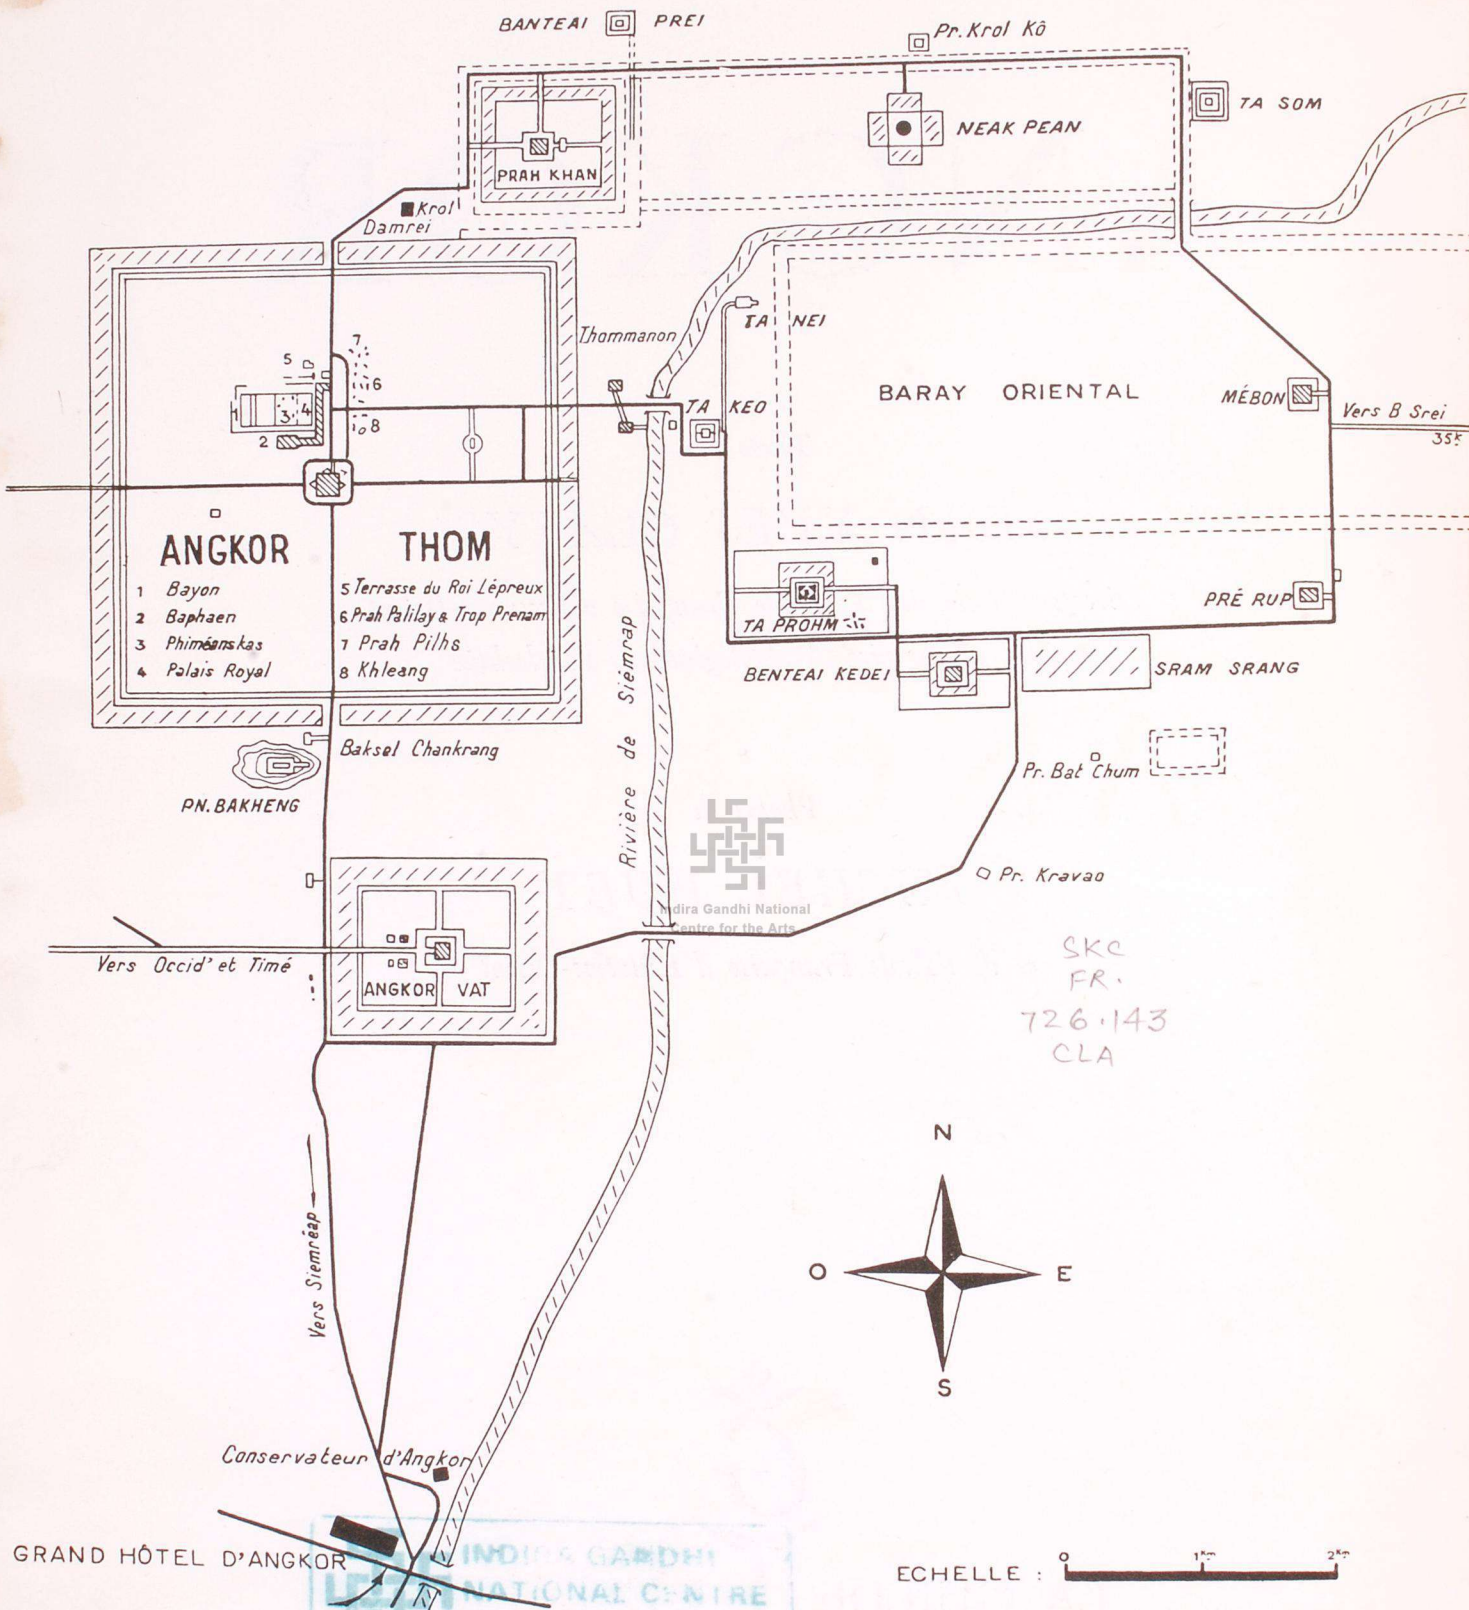 BANTEAI PREI
Pr. Krol Kô
TA SOM
NEAK PEAN
PRAH KHAN
Krol
Damrei
Thommanon
TA NEI
7
5
6
1
3
4
8
2
TA KEO
BARAY ORIENTAL
MÉBON
Vers B Srei
35k
ANGKOR THOM
1 Bayon
2 Baphaen
3 Phiméanskas
4 Palais Royal
5 Terrasse du Roi Lépreux
6 Prah Palilay & Trop Prenam
7 Prah Pilhs
8 Khleang
PRÉ RUP
TA PROHM
BENTEAI KEDEI
SRAM SRANG
Rivière de Siémrap
Baksel Chankrang
PN. BAKHENG
Pr. Bat Chum
Pr. Kravao
Indira Gandhi National
Centre for the Arts
Vers Occid' et Timé
ANGKOR VAT
SKC
FR.
726.143
CLA
N
O
E
S
Vers Siemréap
Conservateur d'Angkor
GRAND HÔTEL D'ANGKOR
INDIRA GANDHI
NATIONAL CENTRE
ECHELLE :
0 1Km 2Km